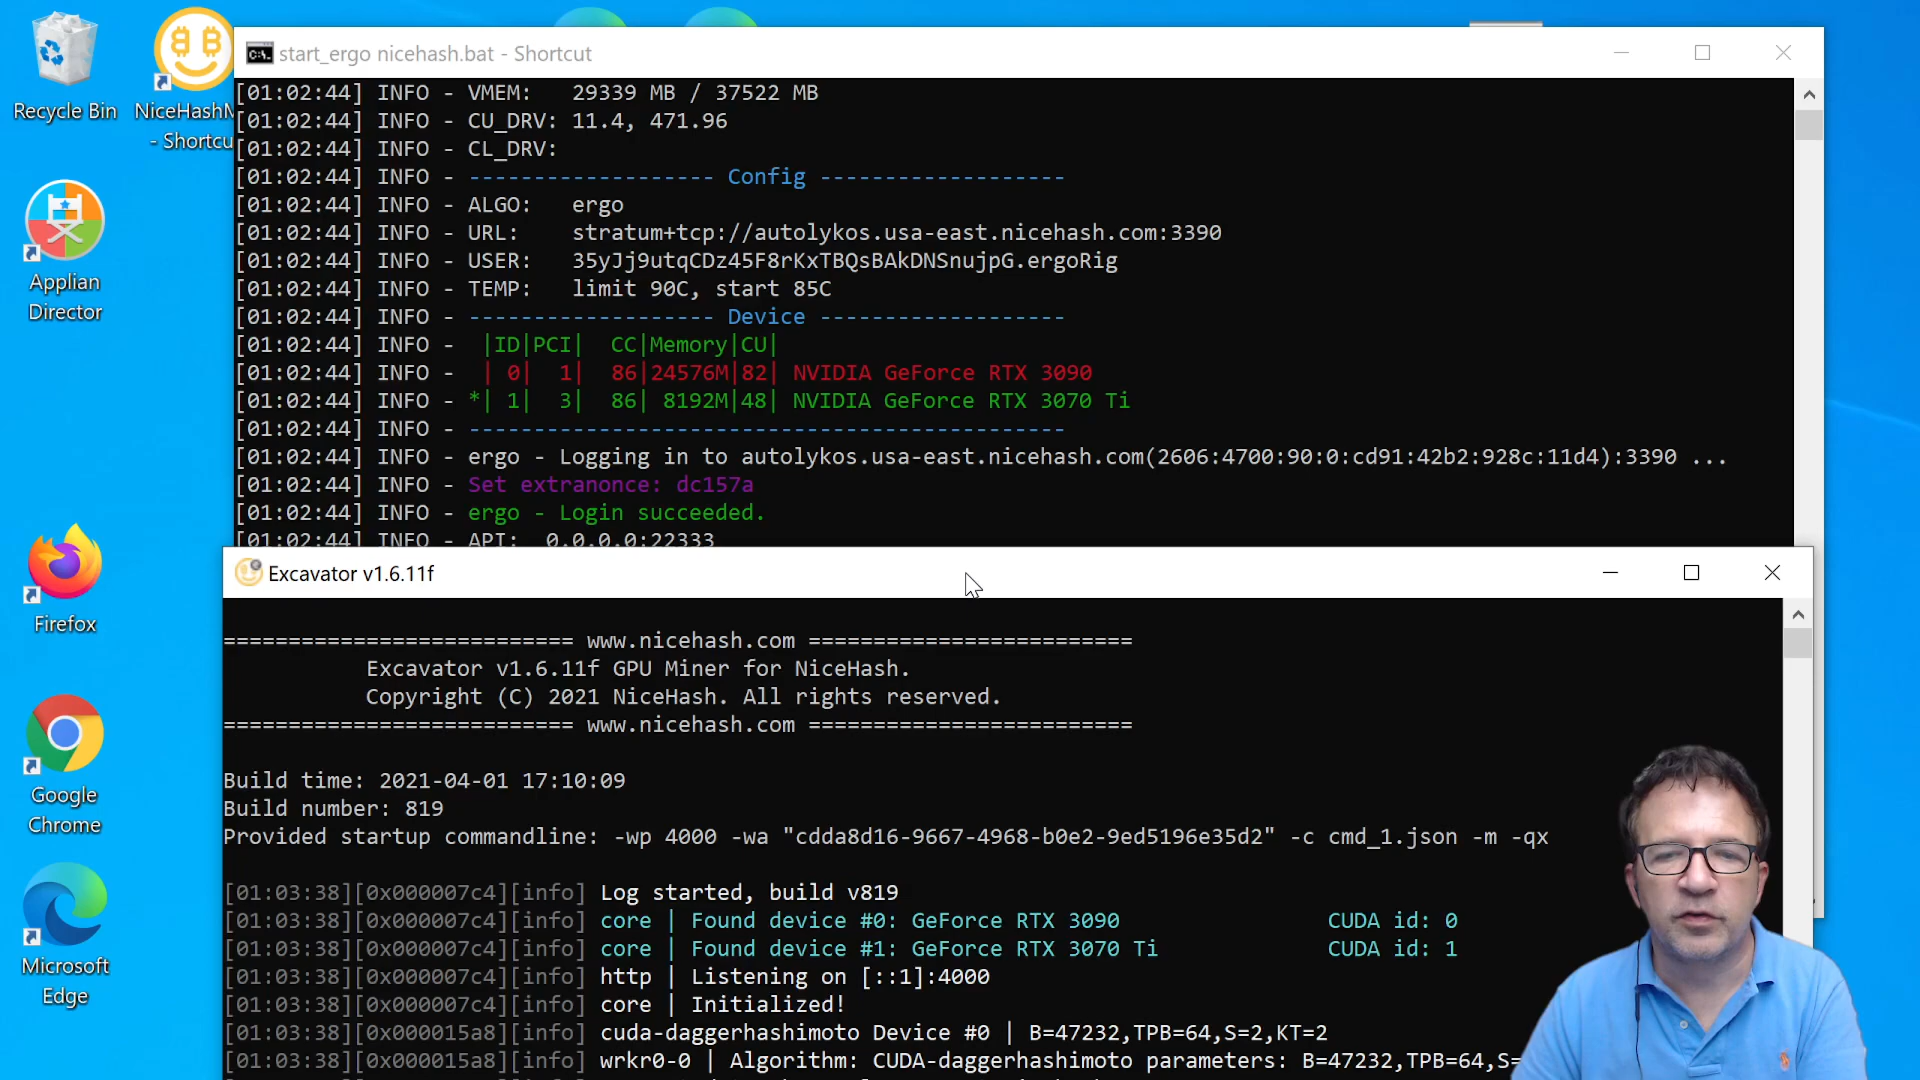 Recycle Bin
NiceHashM
- Shortcu
Applian
Director
Firefox
Google
Chrome
Microsoft
Edge
start_ergo nicehash.bat - Shortcut
[01:02:44] INFO - VMEM: 29339 MB / 37522 MB
[01:02:44] INFO - CU_DRV: 11.4, 471.96
[01:02:44] INFO - CL_DRV:
[01:02:44] INFO - ------------------- Config -------------------
[01:02:44] INFO - ALGO: ergo
[01:02:44] INFO - URL: stratum+tcp://autolykos.usa-east.nicehash.com:3390
[01:02:44] INFO - USER: 35yJj9utqCDz45F8rKxTBQsBAkDNSnujpG.ergoRig
[01:02:44] INFO - TEMP: limit 90C, start 85C
[01:02:44] INFO - ------------------- Device -------------------
[01:02:44] INFO - |ID|PCI| CC|Memory|CU|
[01:02:44] INFO - | 0| 1| 86|24576M|82| NVIDIA GeForce RTX 3090
[01:02:44] INFO - *| 1| 3| 86| 8192M|48| NVIDIA GeForce RTX 3070 Ti
[01:02:44] INFO - ----------------------------------------------
[01:02:44] INFO - ergo - Logging in to autolykos.usa-east.nicehash.com(2606:4700:90:0:cd91:42b2:928c:11d4):3390 ...
[01:02:44] INFO - Set extranonce: dc157a
[01:02:44] INFO - ergo - Login succeeded.
[01:02:44] INFO - API: 0.0.0.0:22333
Excavator v1.6.11f
=========================== www.nicehash.com =========================
Excavator v1.6.11f GPU Miner for NiceHash.
Copyright (C) 2021 NiceHash. All rights reserved.
=========================== www.nicehash.com =========================
Build time: 2021-04-01 17:10:09
Build number: 819
Provided startup commandline: -wp 4000 -wa "cdda8d16-9667-4968-b0e2-9ed5196e35d2" -c cmd_1.json -m -qx
[01:03:38][0x000007c4][info] Log started, build v819
[01:03:38][0x000007c4][info] core | Found device #0: GeForce RTX 3090 CUDA id: 0
[01:03:38][0x000007c4][info] core | Found device #1: GeForce RTX 3070 Ti CUDA id: 1
[01:03:38][0x000007c4][info] http | Listening on [::1]:4000
[01:03:38][0x000007c4][info] core | Initialized!
[01:03:38][0x000015a8][info] cuda-daggerhashimoto Device #0 | B=47232,TPB=64,S=2,KT=2
[01:03:38][0x000015a8][info] wrkr0-0 | Algorithm: CUDA-daggerhashimoto parameters: B=47232,TPB=64,S=